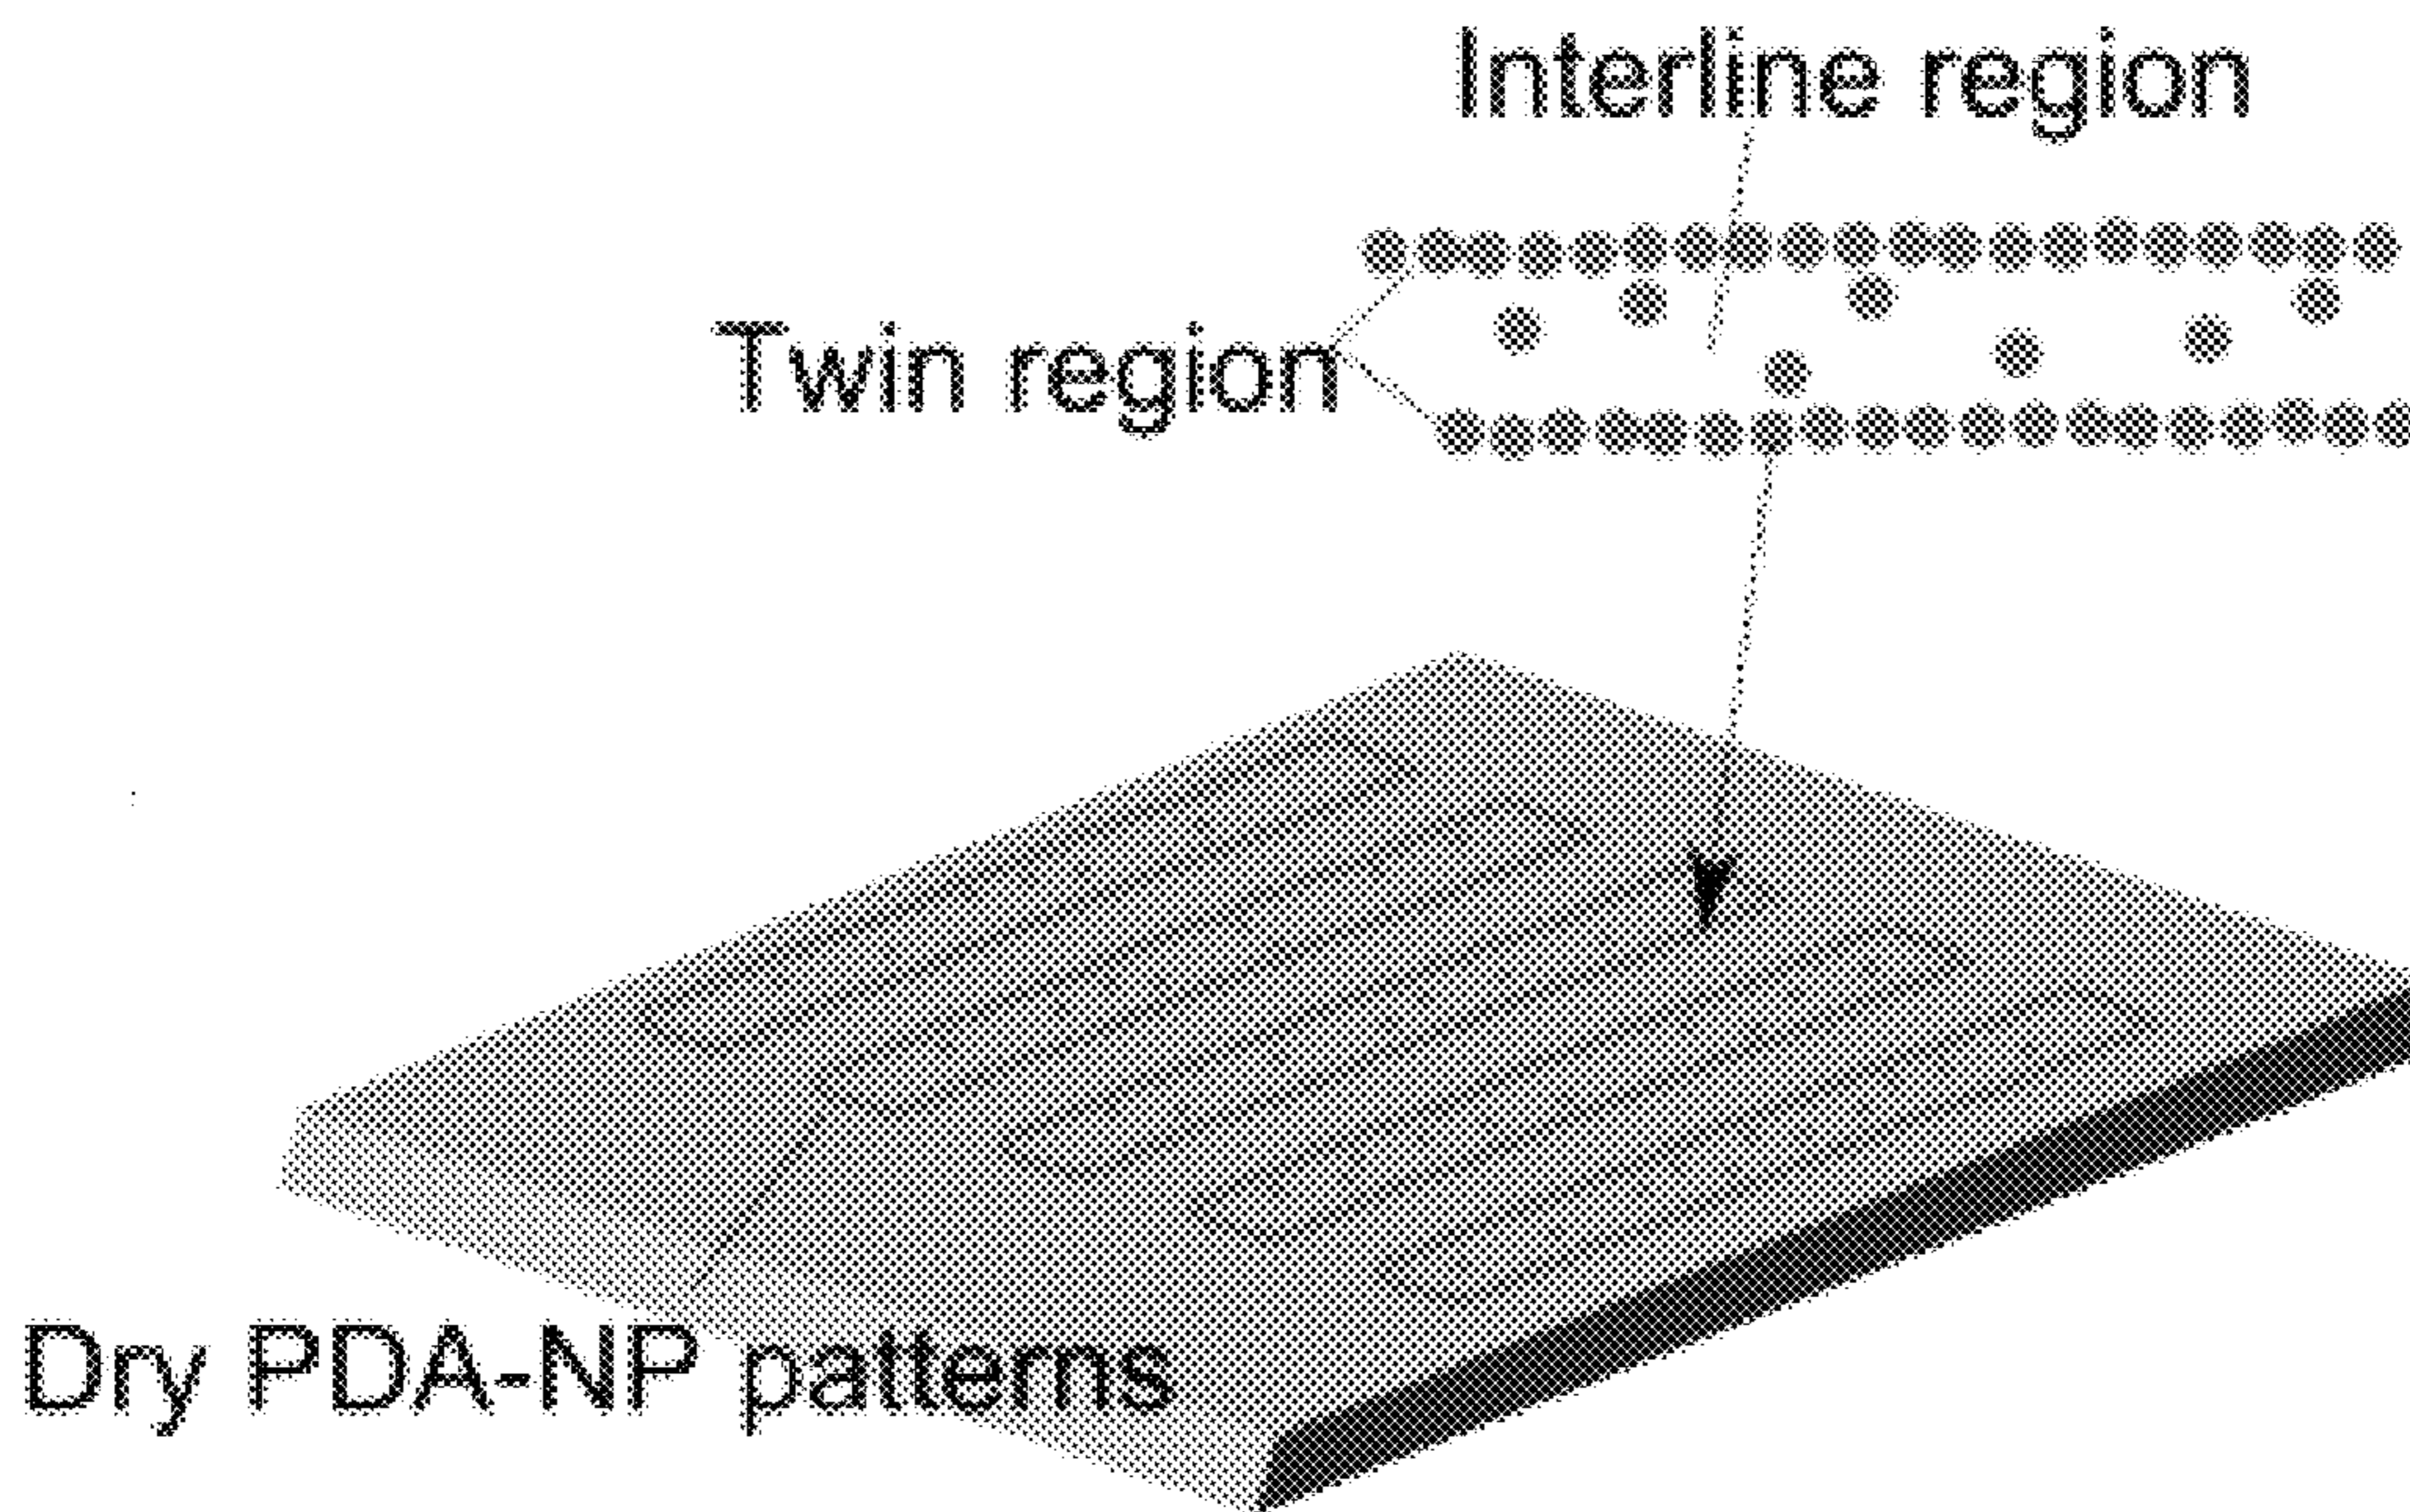 Interline region
Twin region
Dry PDA-NP patterns